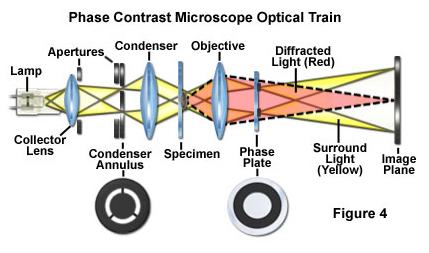 Phase Contrast Microscope Optical Train
Apertures
Condenser
Objective
Diffracted
Light (Red)
Lamp
Collector
Lens
Condenser
Annulus
Specimen
Phase
Plate
Surround
Light
(Yellow)
Image
Plane
Figure 4